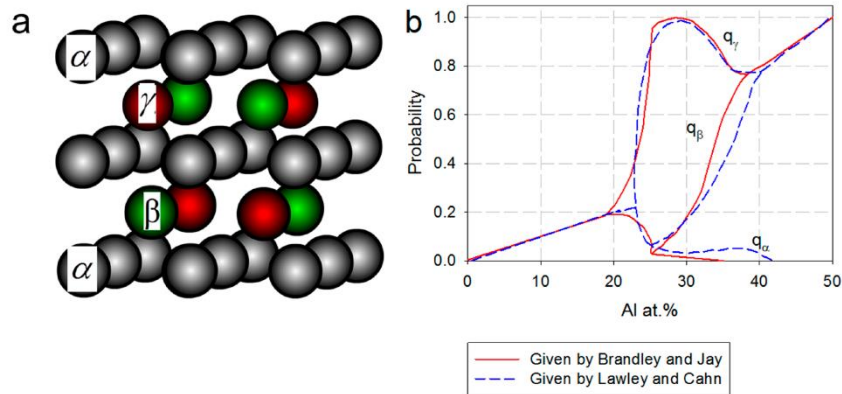 a
α
γ
β
α
b
1.0
0.8
0.6
0.4
0.2
0.0
Probability
qγ
qβ
qα
0 10 20 30 40 50
Al at.%
Given by Brandley and Jay
Given by Lawley and Cahn